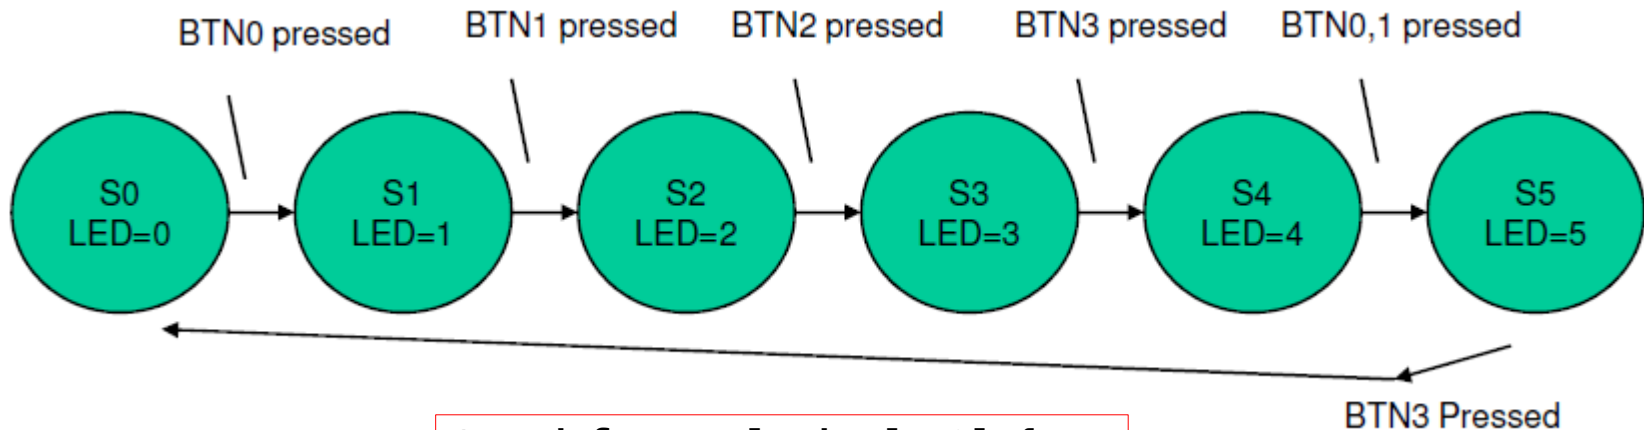 BTN0 pressed
BTN1 pressed
BTN2 pressed
BTN3 pressed
BTN0,1 pressed
S0
LED=0
S1
LED=1
S2
LED=2
S3
LED=3
S4
LED=4
S5
LED=5
BTN3 Pressed